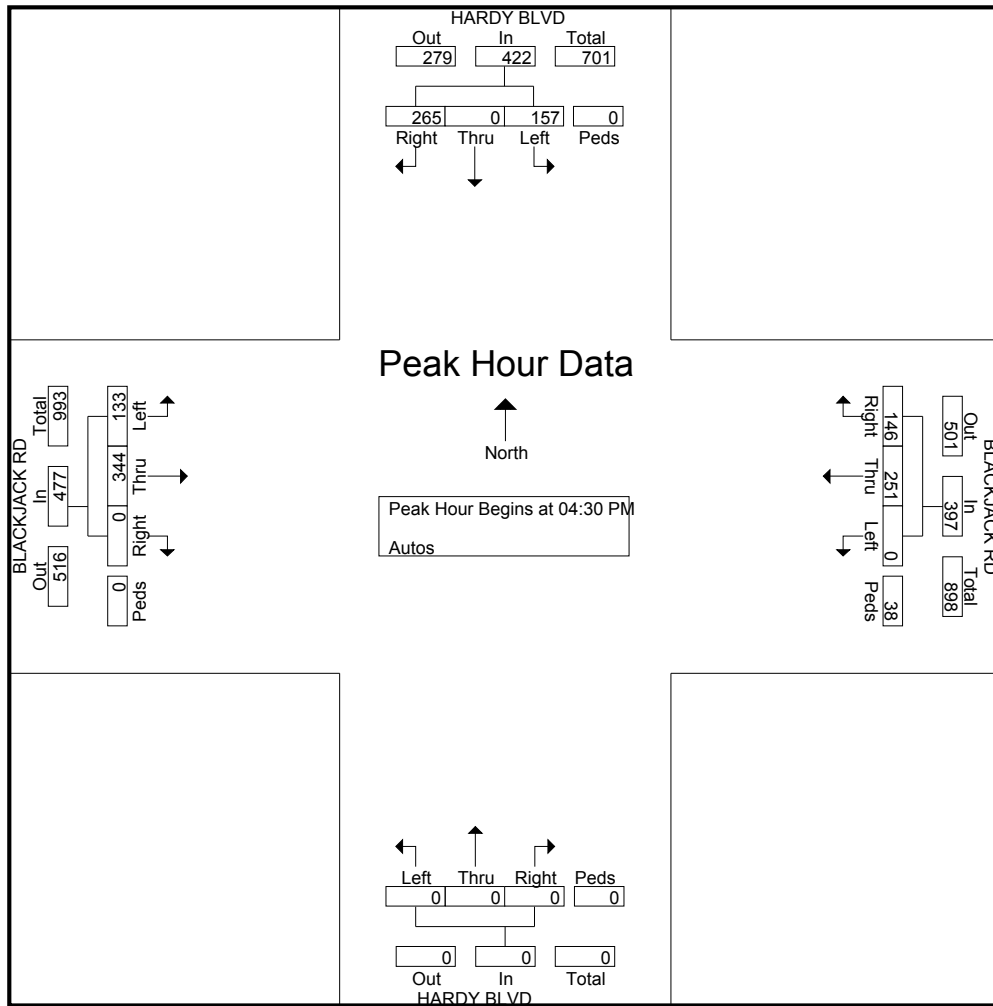 HARDY BLVD
Out In Total
279 422 701
265 0 157 0
Right Thru Left Peds
Peak Hour Data
North
Peak Hour Begins at 04:30 PM
Autos
BLACKJACK RD
Total In Out
993 477 516
133 344 0 0
Left Thru Right Peds
Right Thru Left Peds
146 251 0 38
Out In Total
501 397 898
BLACKJACK RD
Left Thru Right Peds
0 0 0 0
0 0 0
Out In Total
HARDY BLVD